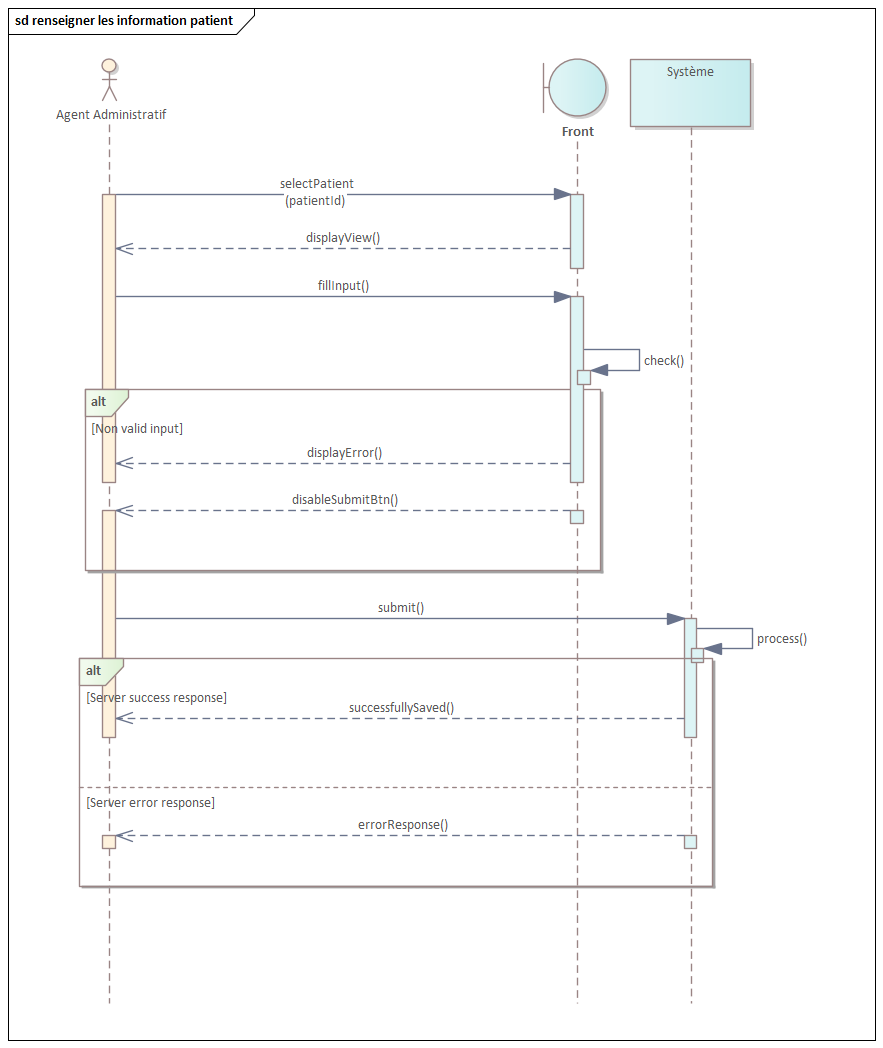 sd renseigner les information patient
Système
Agent Administratif
Front
selectPatient
(patientId)
displayView()
fillInput()
check()
alt
[Non valid input]
displayError()
disableSubmitBtn()
submit()
process()
alt
[Server success response]
successfullySaved()
[Server error response]
errorResponse()